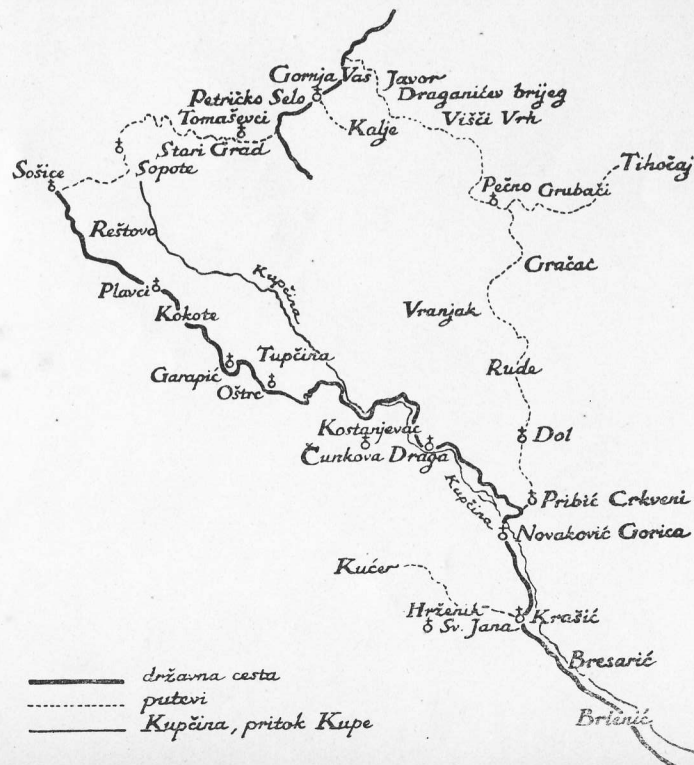 Gornja Vas
Javor
Petričko Selo
Draganićev brijeg
Tomaševci
Višći Vrh
Kalje
Stari Grad
Tihočaj
Sošice
Sopote
Pečno
Grubači
Reštovo
Gračac
Kupčina
Plavci
Vranjak
Kokote
Tupčina
Garapić
Rude
Oštrc
Kostanjevac
Dol
Čunkova Draga
Kupčina
Pribić Crkveni
Novaković Gorica
Kućer
Hrženik
Krašić
Sv. Jana
Bresarić
državna cesta
putevi
Brlenić
Kupčina, pritok Kupe